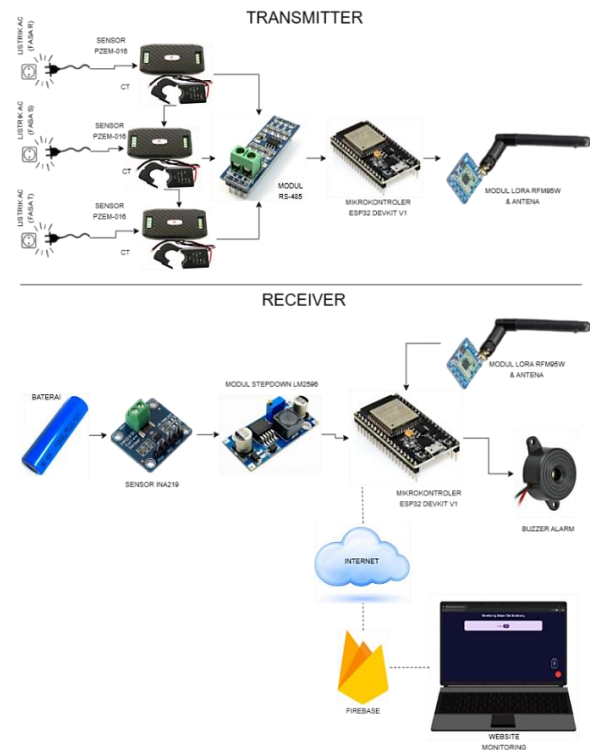 TRANSMITTER
LISTRIK AC
(FASA R)
SENSOR
PZEM-016
CT
LISTRIK AC
(FASA S)
SENSOR
PZEM-016
CT
LISTRIK AC
(FASA T)
SENSOR
PZEM-016
CT
MODUL
RS-485
MIKROKONTROLER
ESP32 DEVKIT V1
MODUL LORA RFM95W
& ANTENA
RECEIVER
MODUL LORA RFM95W
& ANTENA
BATERAI
SENSOR INA219
MODUL STEPDOWN LM2596
MIKROKONTROLER
ESP32 DEVKIT V1
BUZZER ALARM
INTERNET
FIREBASE
WEBSITE
MONITORING